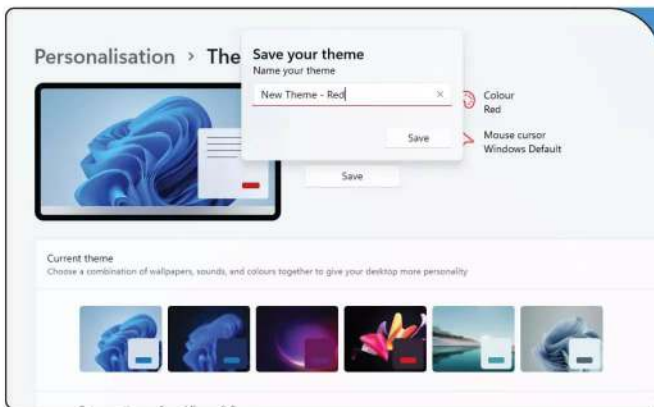 Personalisation > The
Save your theme
Name your theme
New Theme - Red
Save
Colour
Red
Mouse cursor
Windows Default
Save
Current theme
Choose a combination of wallpapers, sounds, and colours together to give your desktop more personality